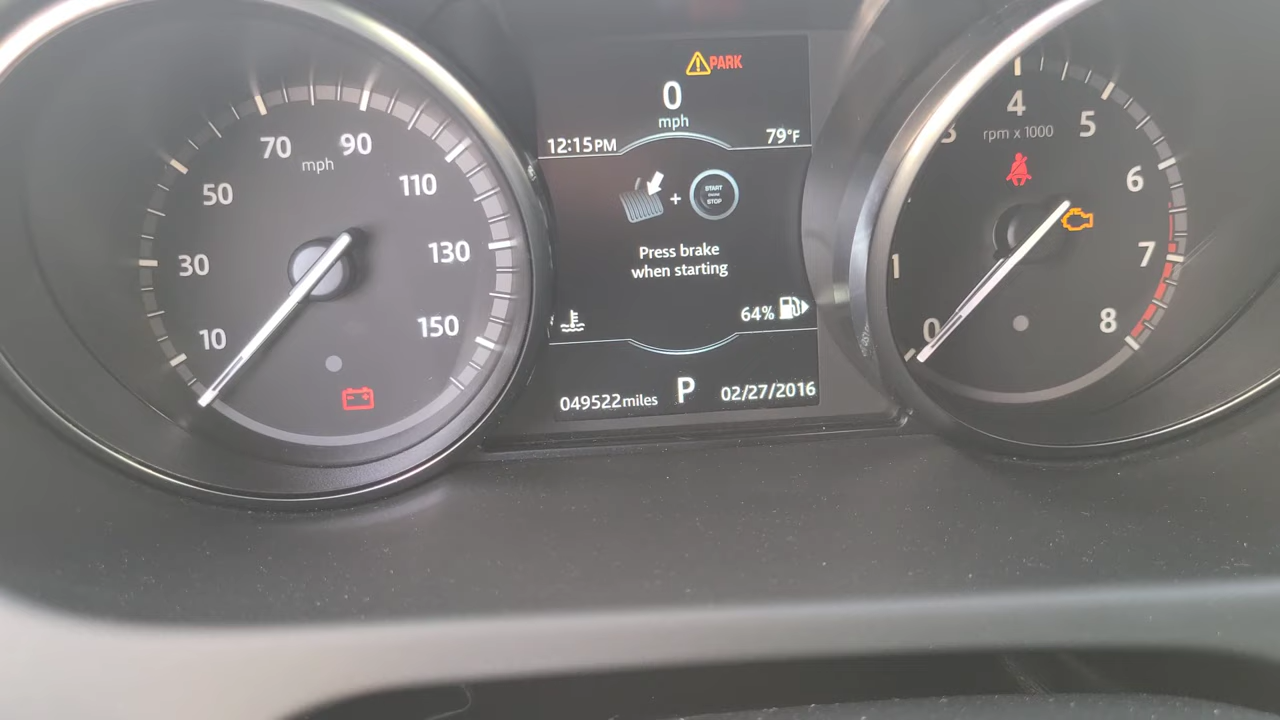 70
90
mph
50
110
30
130
10
150
PARK
0
mph
12:15PM
79°F
+
START
ENGINE
STOP
Press brake
when starting
64%
049522miles
P
02/27/2016
4
3
5
rpm x 1000
6
1
7
0
8